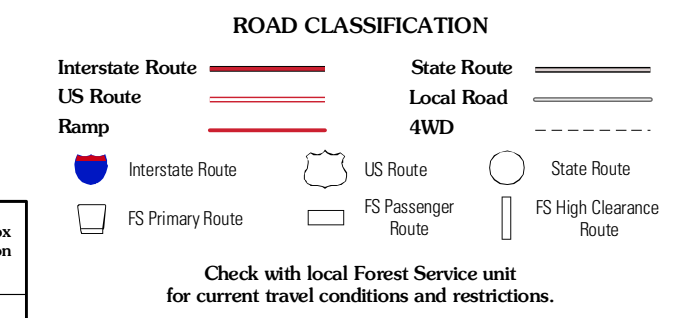 ROAD CLASSIFICATION
Interstate Route State Route
US Route Local Road
Ramp 4WD
Interstate Route US Route State Route
FS Primary Route
FS Passenger
Route
FS High Clearance
Route
Check with local Forest Service unit
for current travel conditions and restrictions.